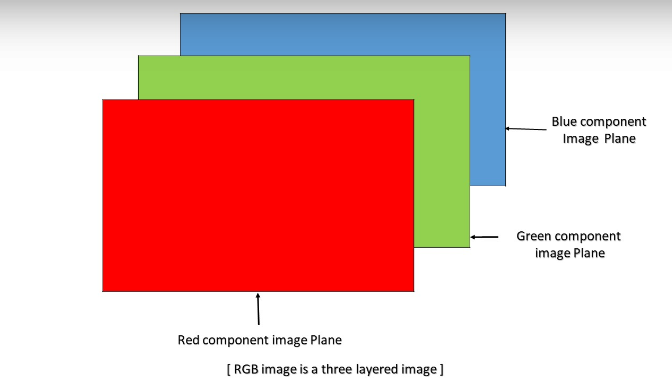 Blue component
Image Plane
Green component
image Plane
Red component image Plane
[ RGB image is a three layered image ]